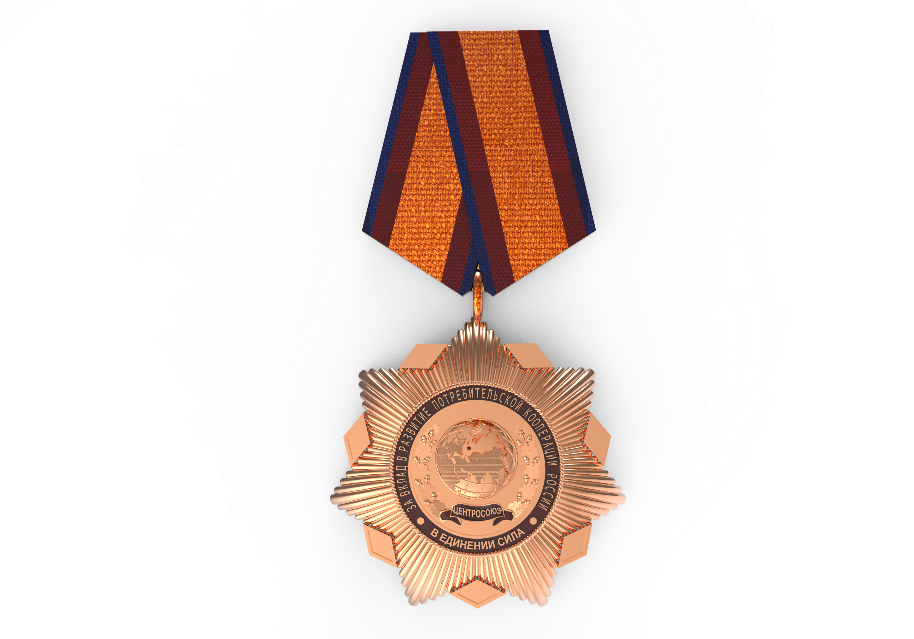 ЗА ВКЛАД В РАЗВИТИЕ ПОТРЕБИТЕЛЬСКОЙ КООПЕРАЦИИ РОССИИ
ЦЕНТРОСОЮЗ
В ЕДИНЕНИИ СИЛА